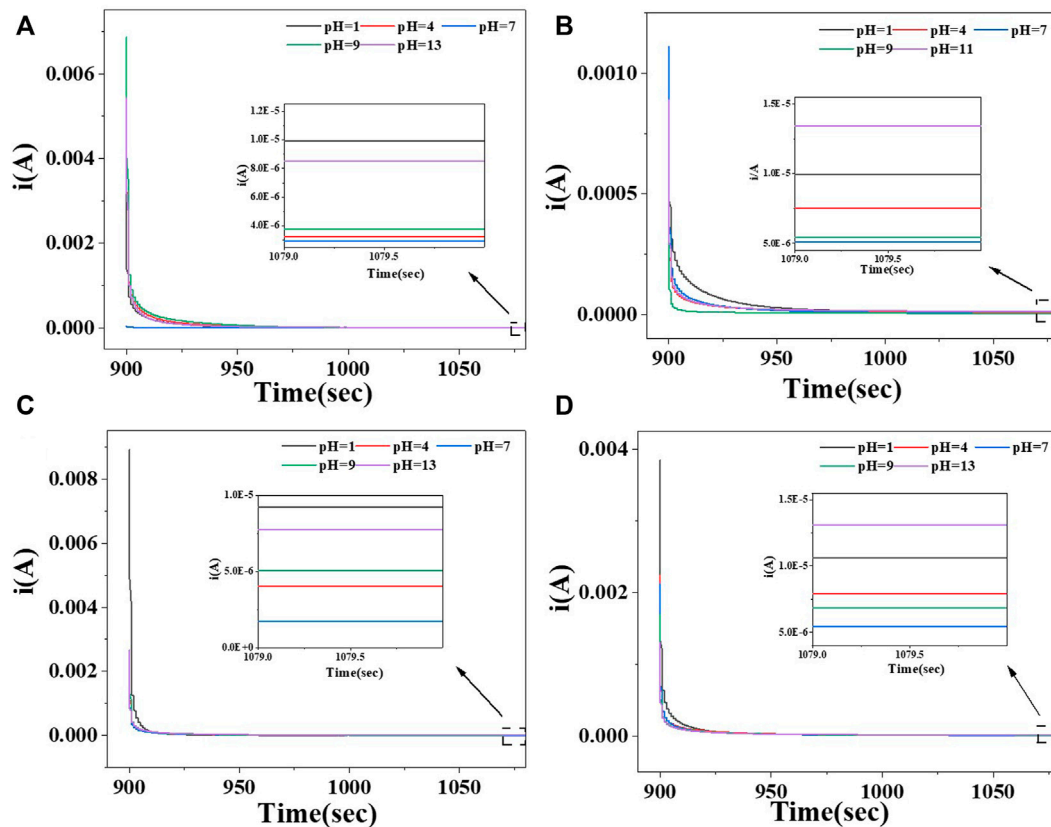 A
pH=1 pH=4 pH=7
pH=9 pH=13
i(A)
0.006
0.004
0.002
0.000
900 950 1000 1050
Time(sec)
i(A)
1.2E-5
1.0E-5
8.0E-6
6.0E-6
4.0E-6
1079.0 1079.5
Time(sec)
B
pH=1 pH=4 pH=7
pH=9 pH=11
i(A)
0.0010
0.0005
0.0000
900 950 1000 1050
Time(sec)
i/A
1.5E-5
1.0E-5
5.0E-6
1079.0 1079.5
Time(sec)
C
pH=1 pH=4 pH=7
pH=9 pH=13
i(A)
0.008
0.006
0.004
0.002
0.000
900 950 1000 1050
Time(sec)
i(A)
1.0E-5
5.0E-6
0.0E+0
1079.0 1079.5
Time(sec)
D
pH=1 pH=4 pH=7
pH=9 pH=13
i(A)
0.004
0.002
0.000
900 950 1000 1050
Time(sec)
i(A)
1.5E-5
1.0E-5
5.0E-6
1079.0 1079.5
Time(sec)